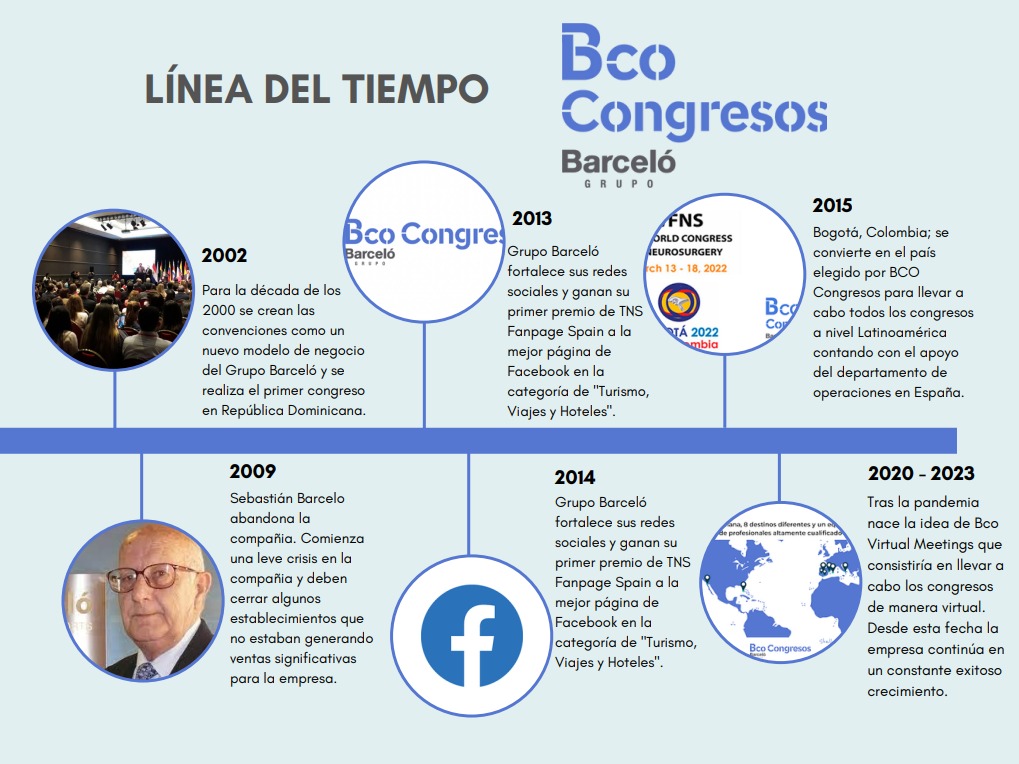 LÍNEA DEL TIEMPO
Bco
Congresos
Barceló
GRUPO
2002
Para la década de los
2000 se crean las
convenciones como un
nuevo modelo de negocio
del Grupo Barceló y se
realiza el primer congreso
en República Dominicana.
Bco Congres
Barceló
GRUPO
2013
Grupo Barceló
fortalece sus redes
sociales y ganan su
primer premio de TNS
Fanpage Spain a la
mejor página de
Facebook en la
categoría de "Turismo,
Viajes y Hoteles".
FNS
ORLD CONGRESS
NEUROSURGERY
rch 13 - 18, 2022
OTÁ 2022
ombia
Bco
Con
2015
Bogotá, Colombia; se
convierte en el país
elegido por BCO
Congresos para llevar a
cabo todos los congresos
a nivel Latinoamérica
contando con el apoyo
del departamento de
operaciones en España.
2009
Sebastián Barcelo
abandona la
compañia. Comienza
una leve crisis en la
compañia y deben
cerrar algunos
establecimientos que
no estaban generando
ventas significativas
para la empresa.
2014
Grupo Barceló
fortalece sus redes
sociales y ganan su
primer premio de TNS
Fanpage Spain a la
mejor página de
Facebook en la
categoría de "Turismo,
Viajes y Hoteles".
ana, 8 destinos diferentes y un eq
de profesionales altamente cualificado
Bco Congresos
Barceló
2020 - 2023
Tras la pandemia
nace la idea de Bco
Virtual Meetings que
consistiría en llevar a
cabo los congresos
de manera virtual.
Desde esta fecha la
empresa continúa en
un constante exitoso
crecimiento.